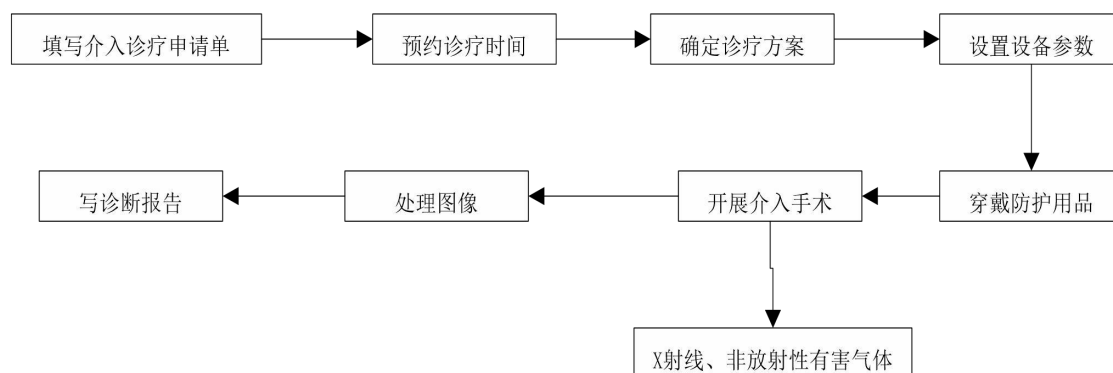 填写介入诊疗申请单
预约诊疗时间
确定诊疗方案
设置设备参数
穿戴防护用品
开展介入手术
处理图像
写诊断报告
X射线、非放射性有害气体